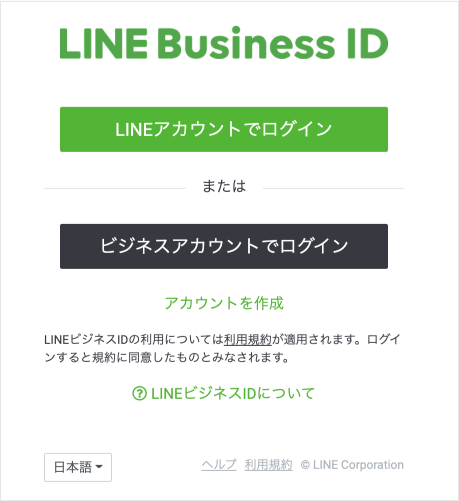 LINE Business ID
LINEアカウントでログイン
または
ビジネスアカウントでログイン
アカウントを作成
LINEビジネスIDの利用については利用規約が適用されます。ログイ
ンすると規約に同意したものとみなされます。
LINEビジネスIDについて
日本語 ヘルプ 利用規約 © LINE Corporation